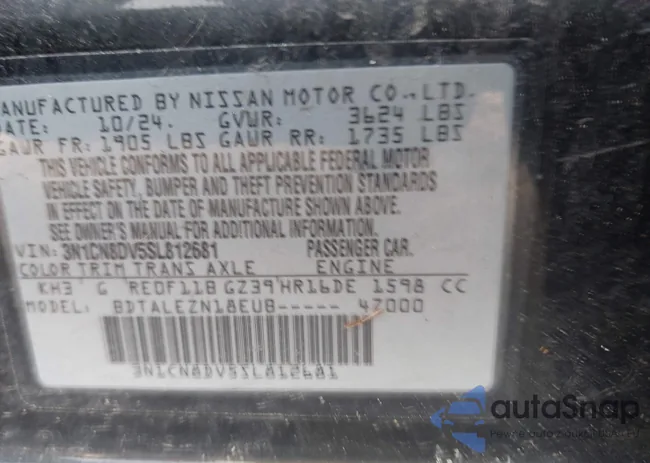 MANUFACTURED BY NISSAN MOTOR CO., LTD.
DATE: 10/24. GVWR: 3624 LBS
GAWR FR: 1905 LBS GAWR RR: 1735 LBS
THIS VEHICLE CONFORMS TO ALL APPLICABLE FEDERAL MOTOR
VEHICLE SAFETY, BUMPER AND THEFT PREVENTION STANDARDS
IN EFFECT ON THE DATE OF MANUFACTURE SHOWN ABOVE.
SEE OWNER'S MANUAL FOR ADDITIONAL INFORMATION.
VIN: 3N1CN8DV5SL812681 PASSENGER CAR.
COLOR TRIM TRANS AXLE ENGINE
KH3 G RE0F11B GZ39 HR16DE 1598 CC
MODEL: BDTALEZN18EUB----- 47000
3N1CN8DV5SL812681
autoSnap